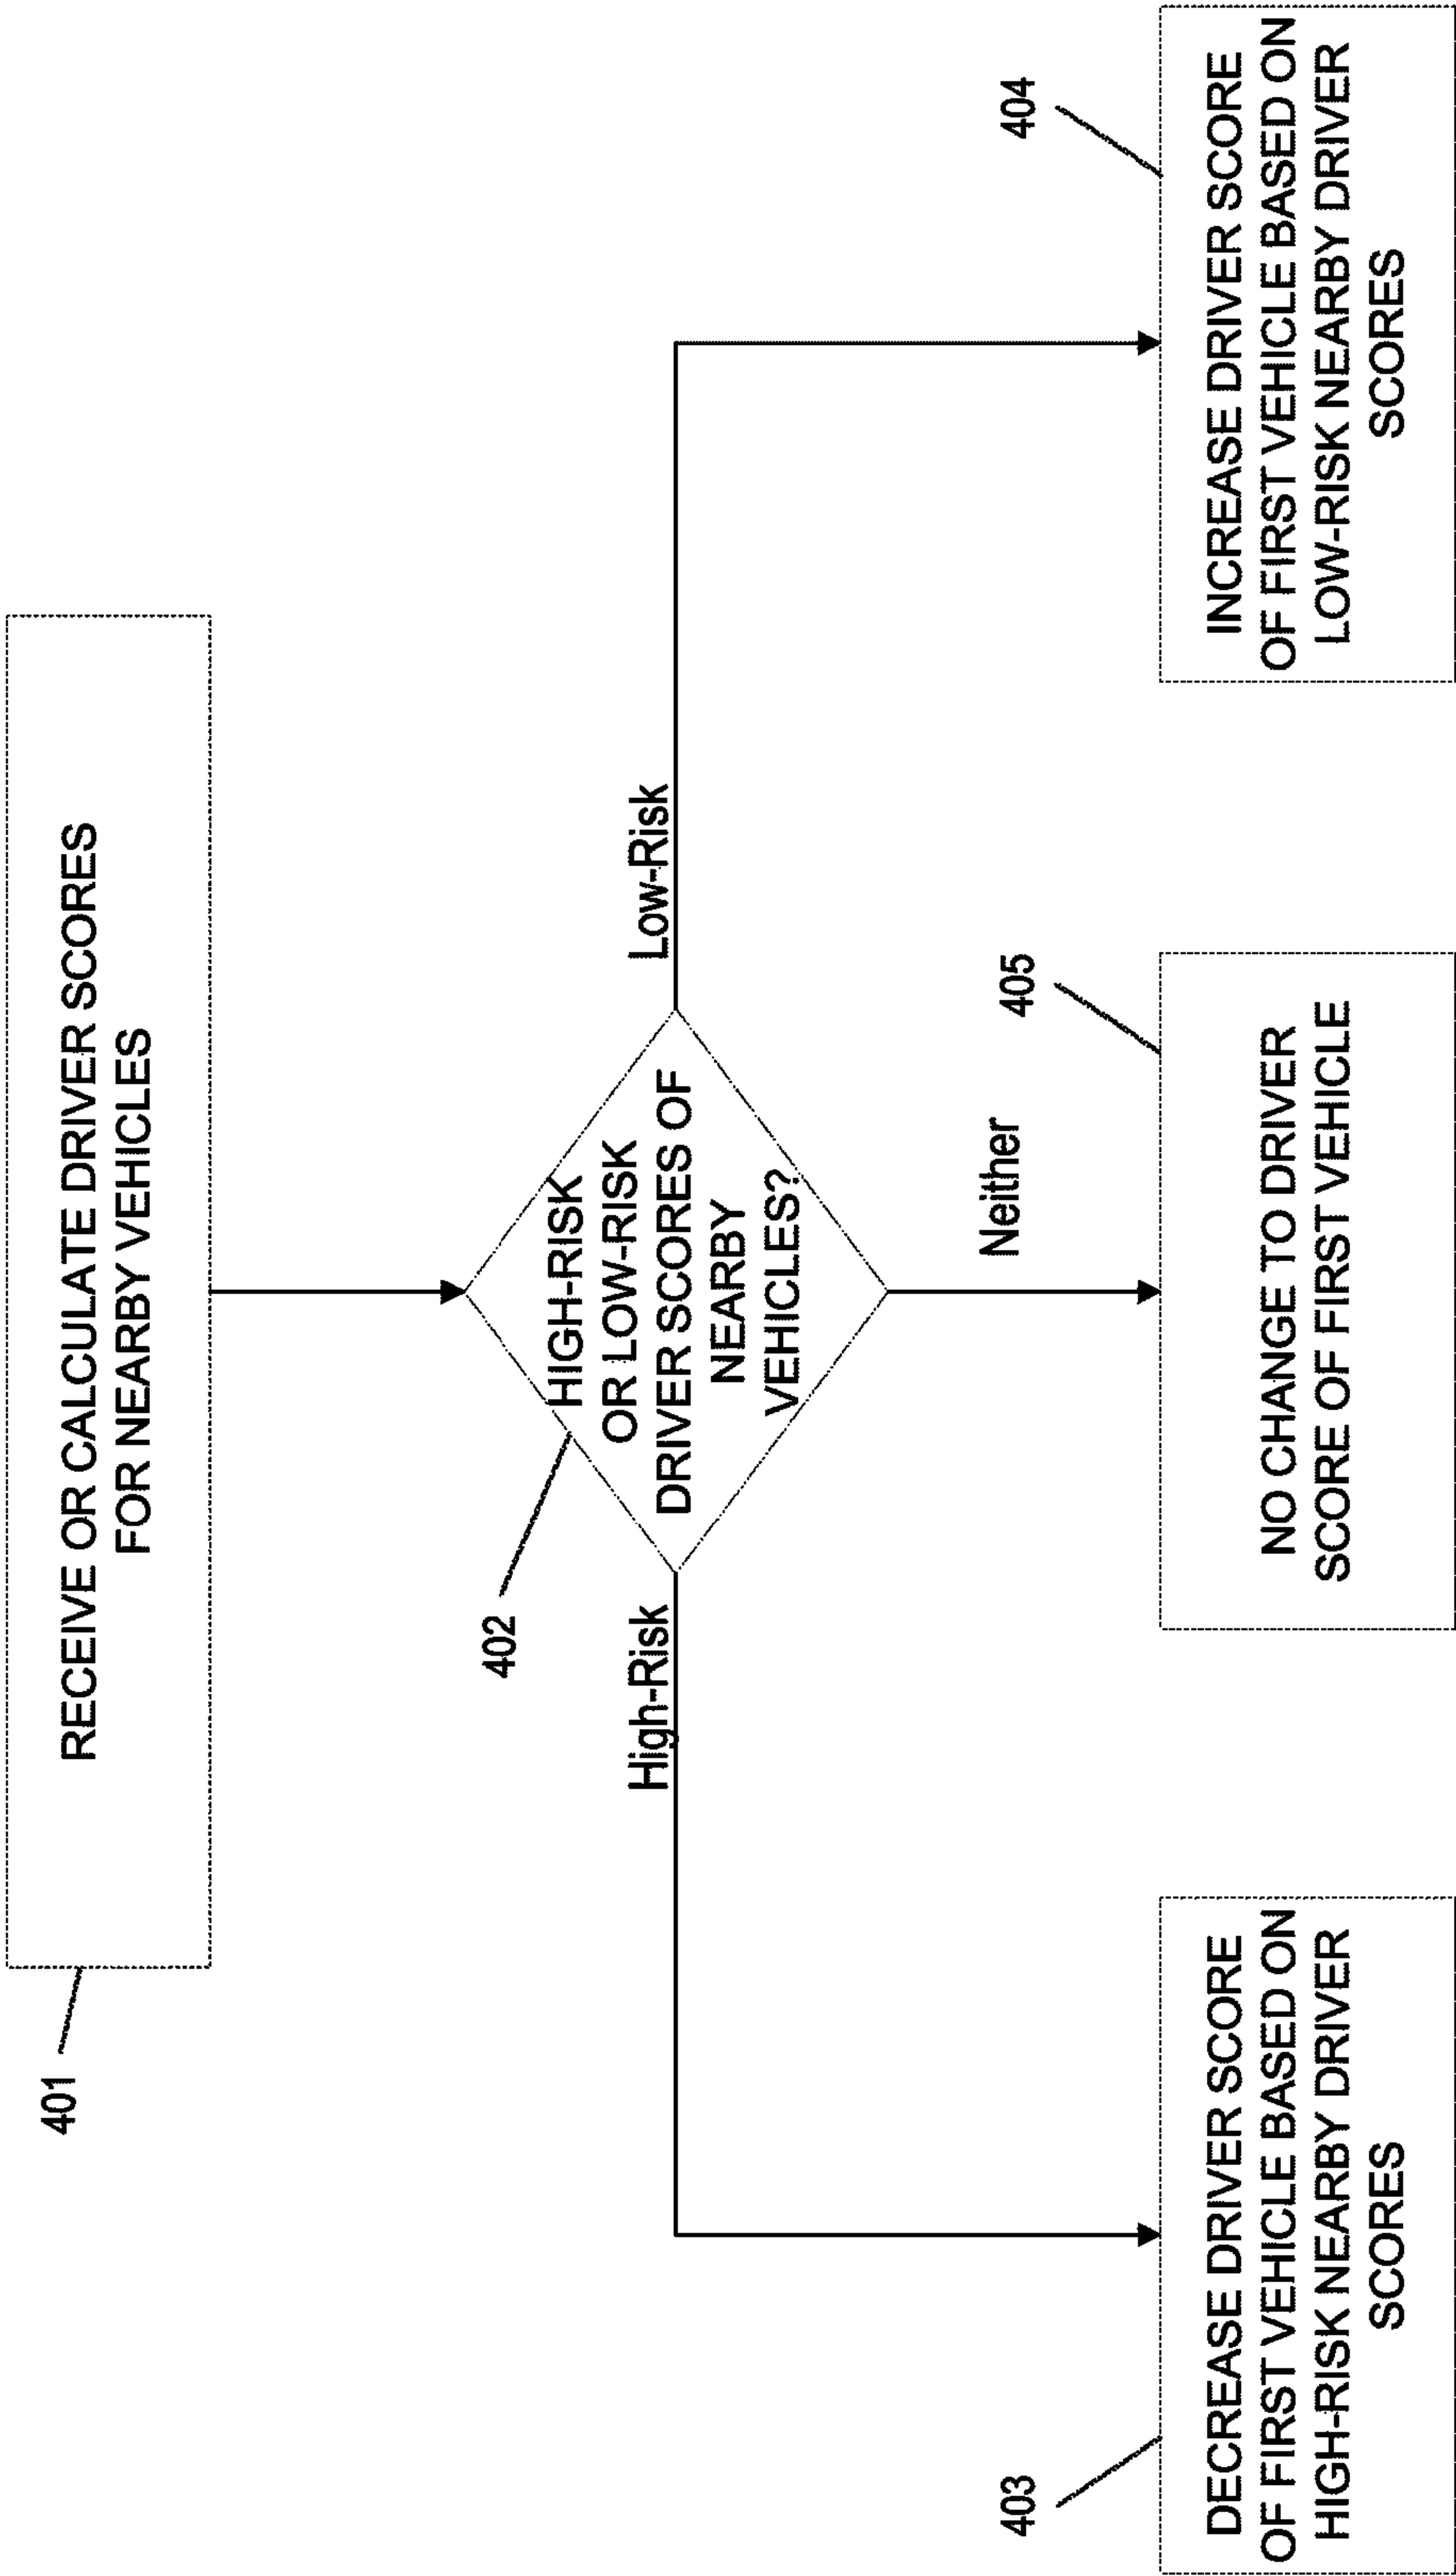 401
RECEIVE OR CALCULATE DRIVER SCORES
FOR NEARBY VEHICLES
402
HIGH-RISK
OR LOW-RISK
DRIVER SCORES OF
NEARBY
VEHICLES?
High-Risk
Low-Risk
Neither
403
DECREASE DRIVER SCORE
OF FIRST VEHICLE BASED ON
HIGH-RISK NEARBY DRIVER
SCORES
405
NO CHANGE TO DRIVER
SCORE OF FIRST VEHICLE
404
INCREASE DRIVER SCORE
OF FIRST VEHICLE BASED ON
LOW-RISK NEARBY DRIVER
SCORES